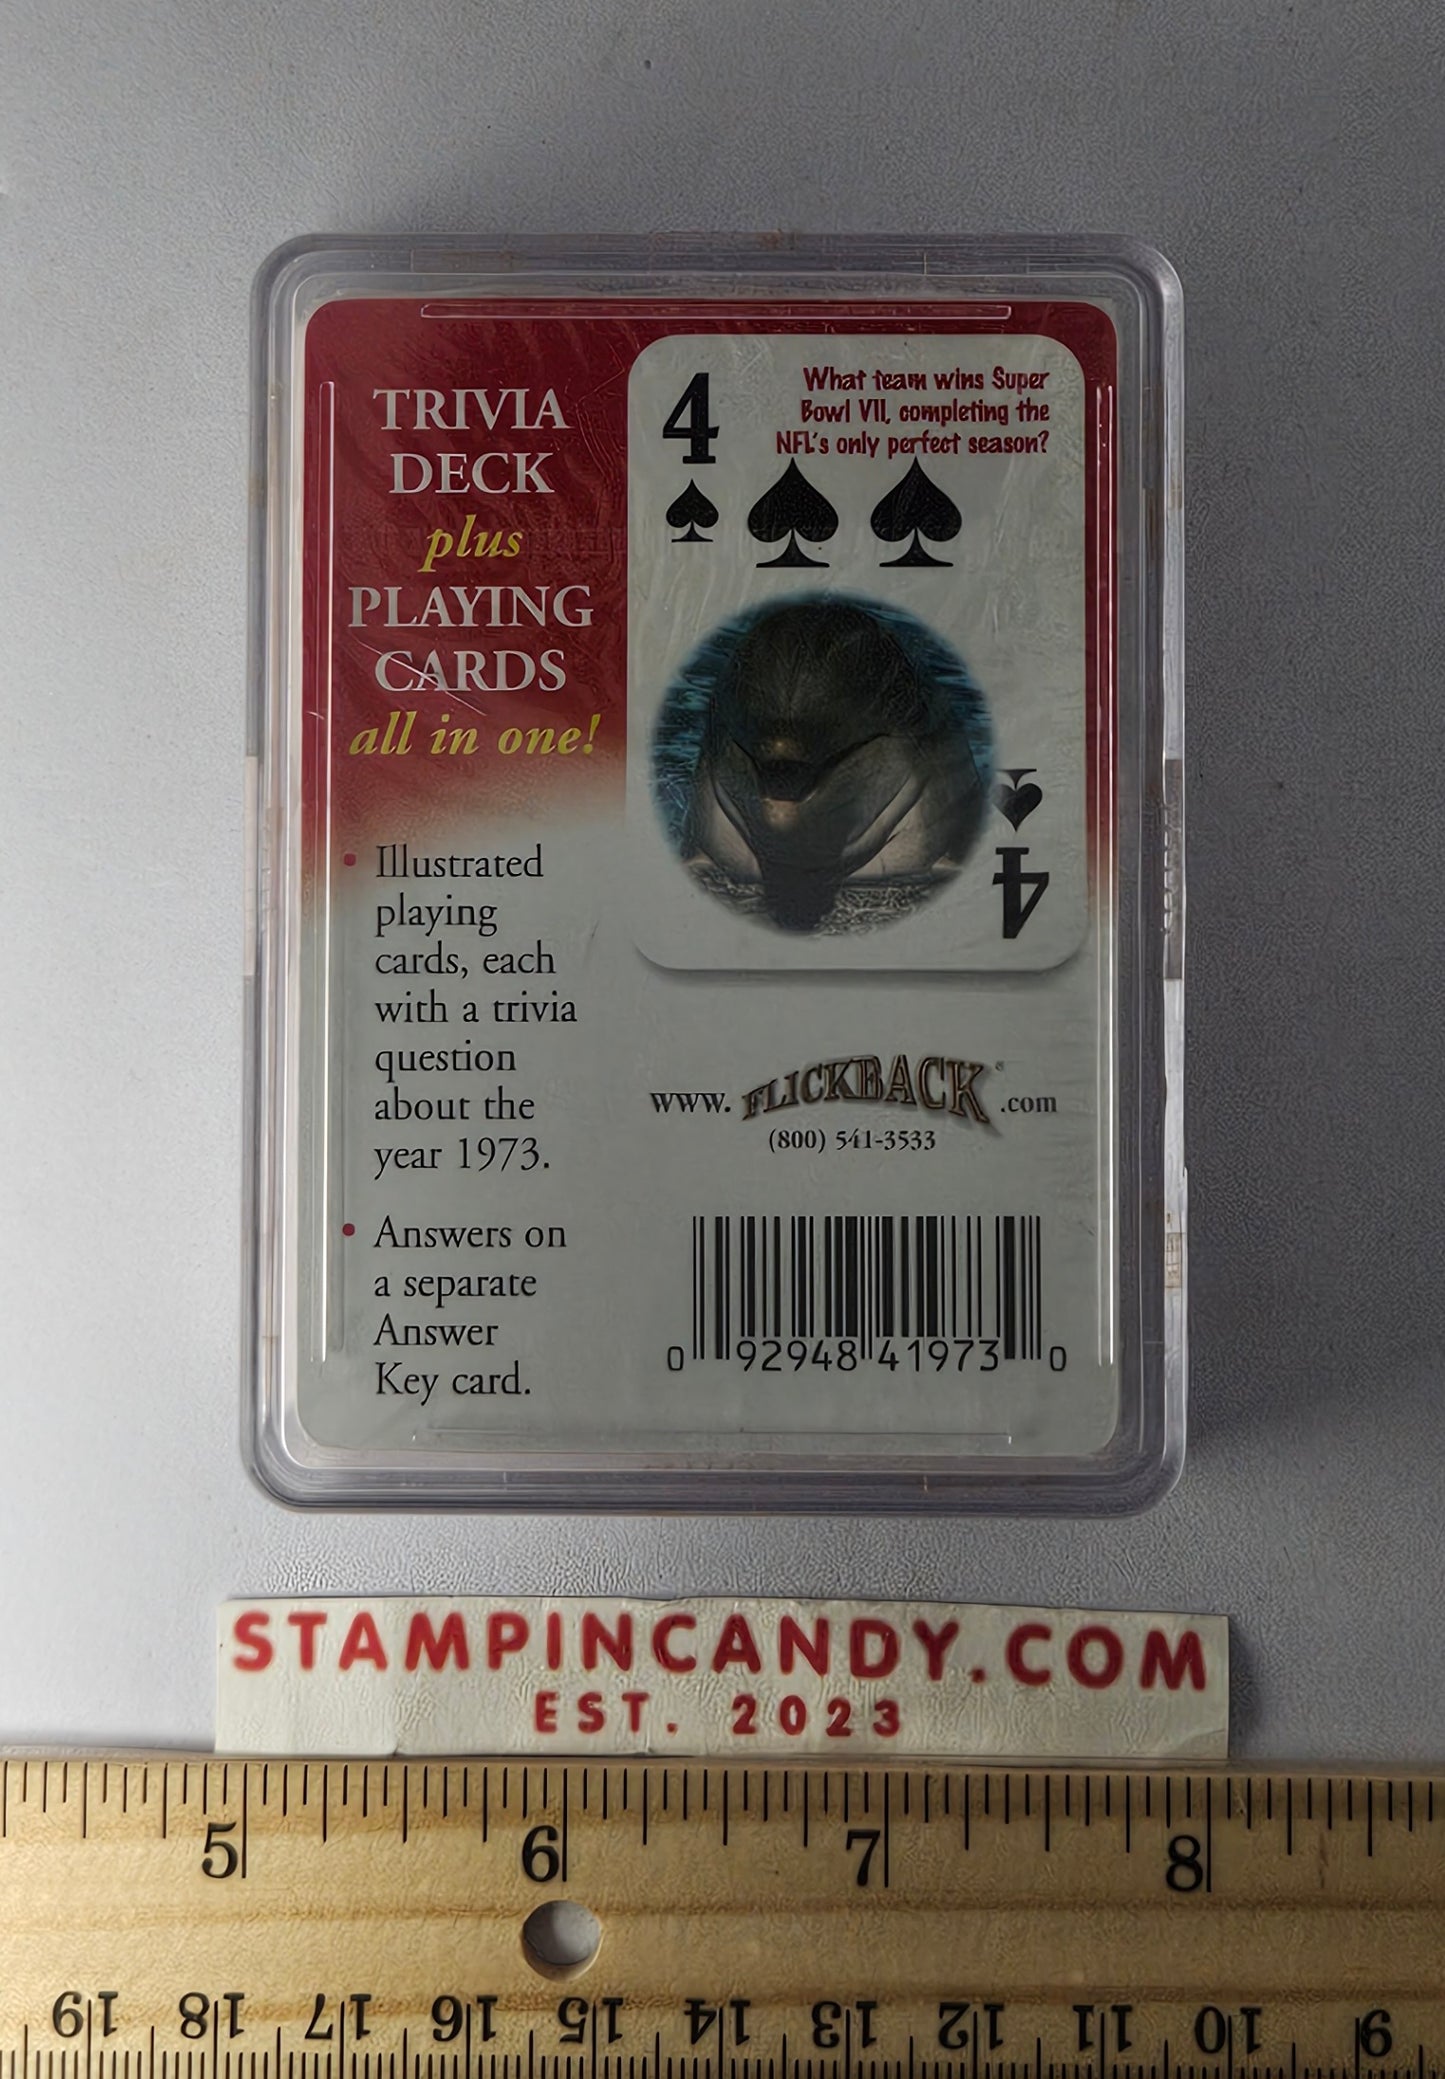 TRIVIA
DECK
plus
PLAYING
CARDS
all in one!
• Illustrated
playing
cards, each
with a trivia
question
about the
year 1973.
• Answers on
a separate
Answer
Key card.
4
What team wins Super
Bowl VII, completing the
NFL's only perfect season?
4
www.FLICKBACK®.com
(800) 541-3533
0 92948 41973 0
STAMPINCANDY.COM
EST. 2023
5 6 7 8
19 18 17 16 15 14 13 12 11 10 9